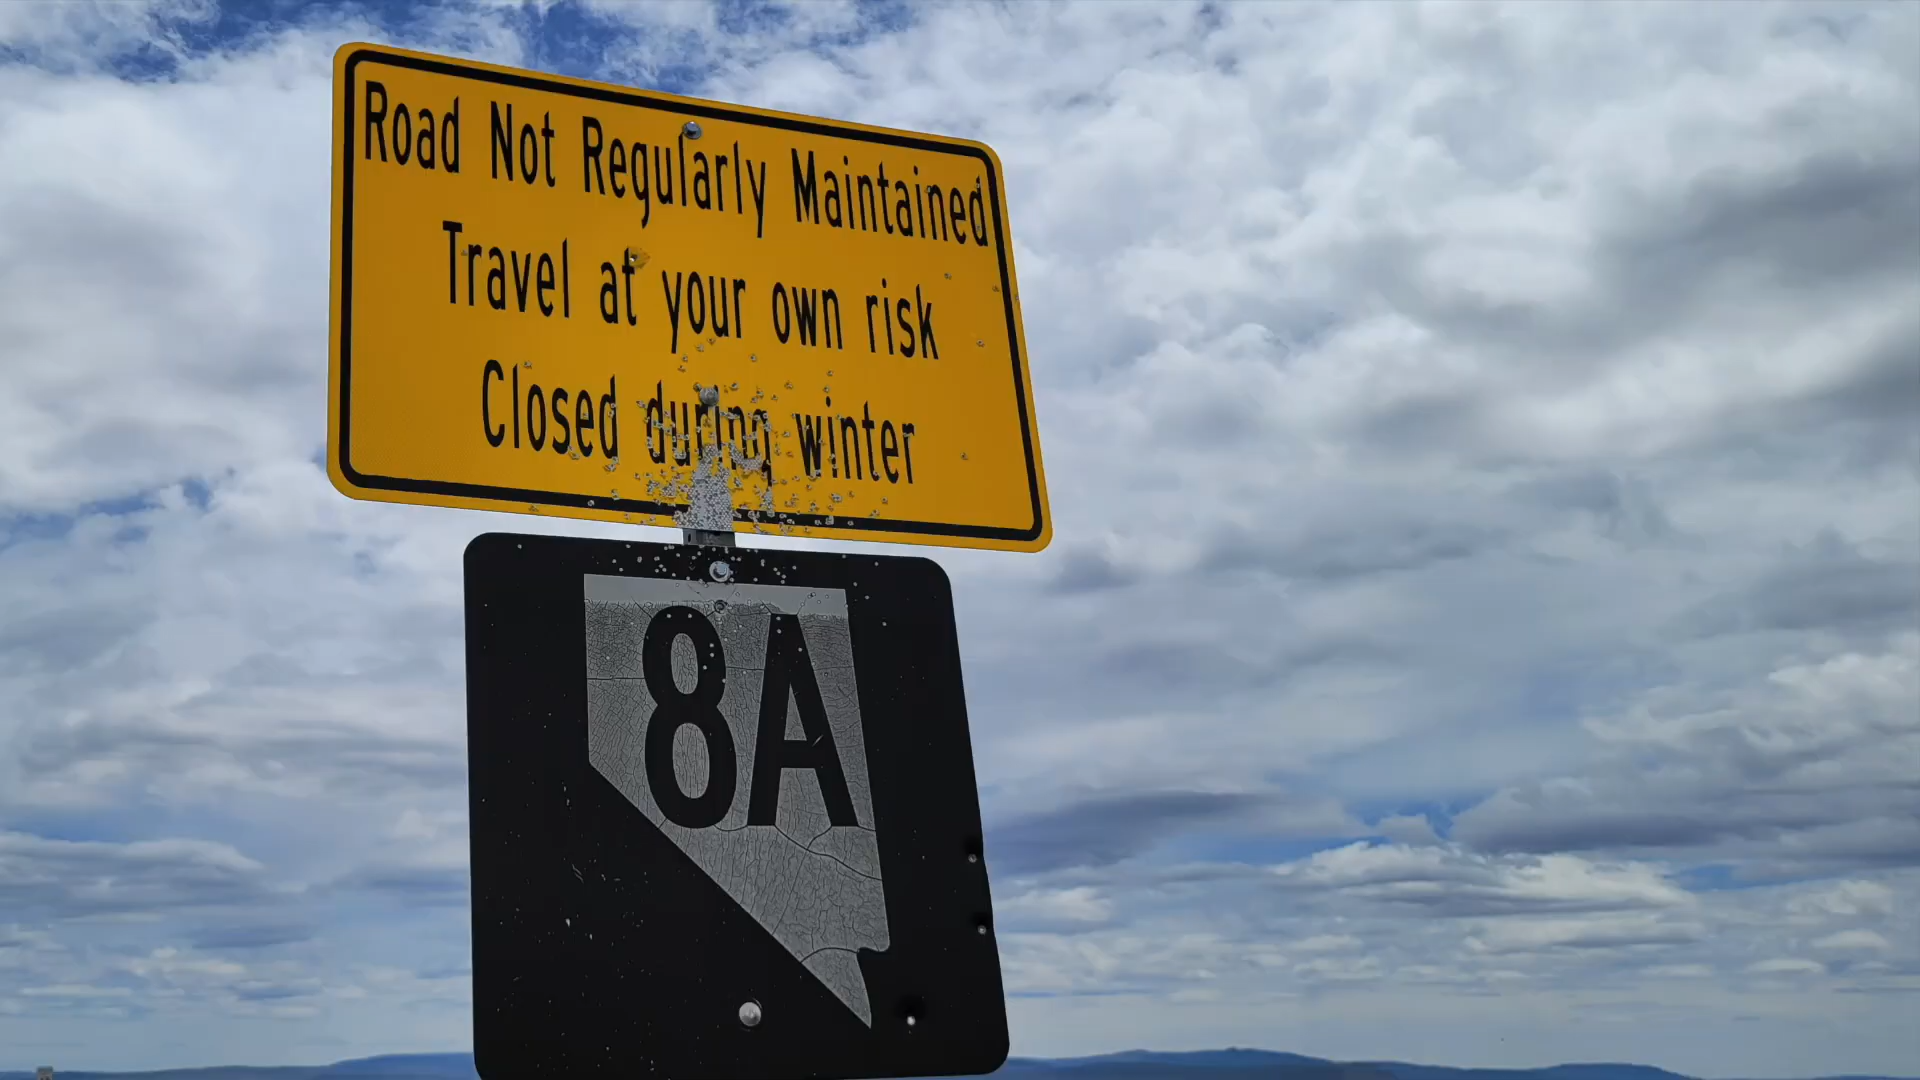 Road Not Regularly Maintained
Travel at your own risk
Closed during winter
8A